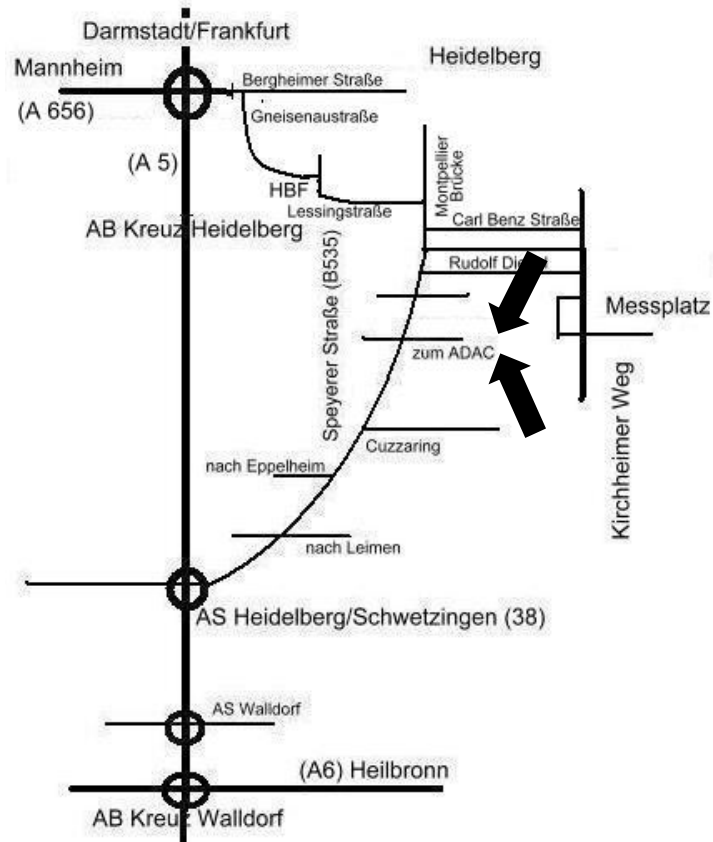 Darmstadt/Frankfurt
Heidelberg
Mannheim
Bergheimer Straße
(A 656)
Gneisenaustraße
(A 5)
HBF
Montpellier
Brücke
Lessingstraße
Carl Benz Straße
AB Kreuz Heidelberg
Rudolf
Speyerer Straße (B535)
Messplatz
zum ADAC
Cuzzaring
Kirchheimer Weg
nach Eppelheim
nach Leimen
AS Heidelberg/Schwetzingen (38)
AS Walldorf
(A6) Heilbronn
AB Kreuz Walldorf